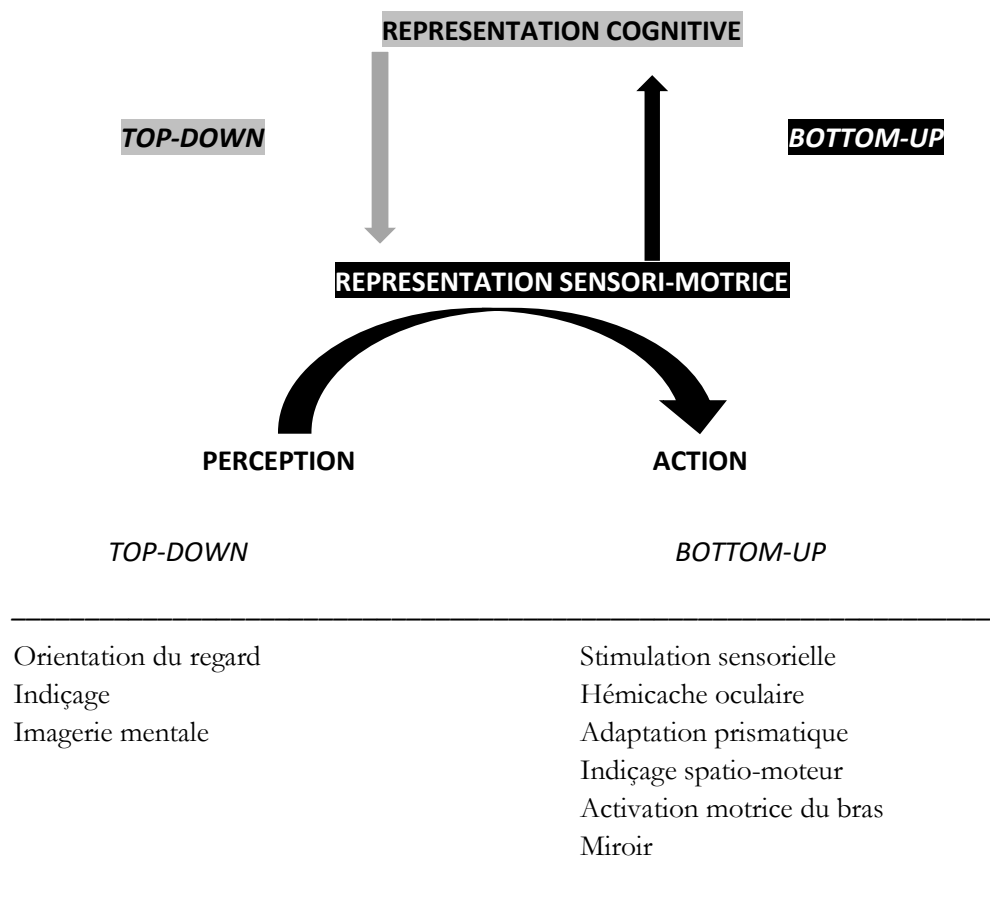 REPRESENTATION COGNITIVE
TOP-DOWN
BOTTOM-UP
REPRESENTATION SENSORI-MOTRICE
PERCEPTION
ACTION
TOP-DOWN
BOTTOM-UP
Orientation du regard
Indiçage
Imagerie mentale
Stimulation sensorielle
Hémicache oculaire
Adaptation prismatique
Indiçage spatio-moteur
Activation motrice du bras
Miroir